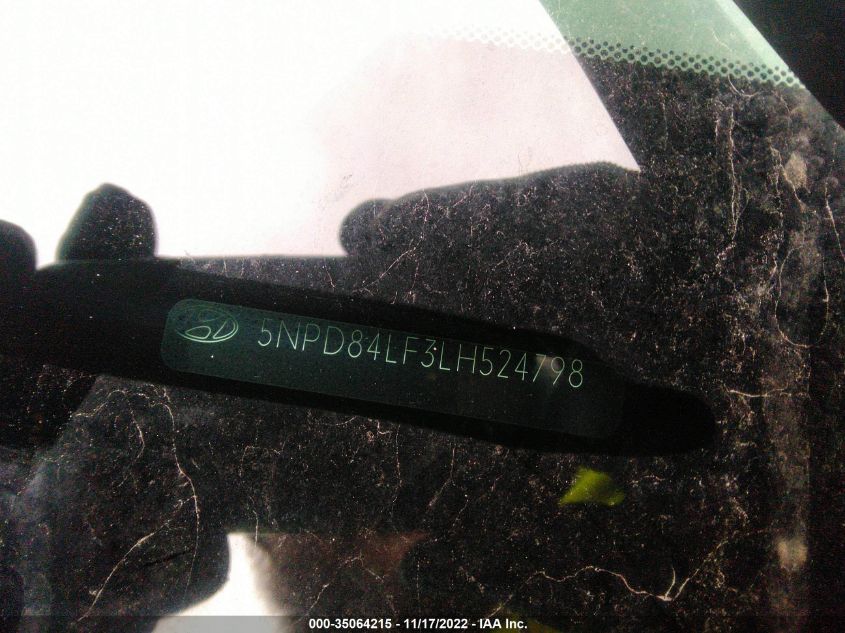 5NPD84LF3LH524798
000-35064215 - 11/17/2022 - IAA Inc.